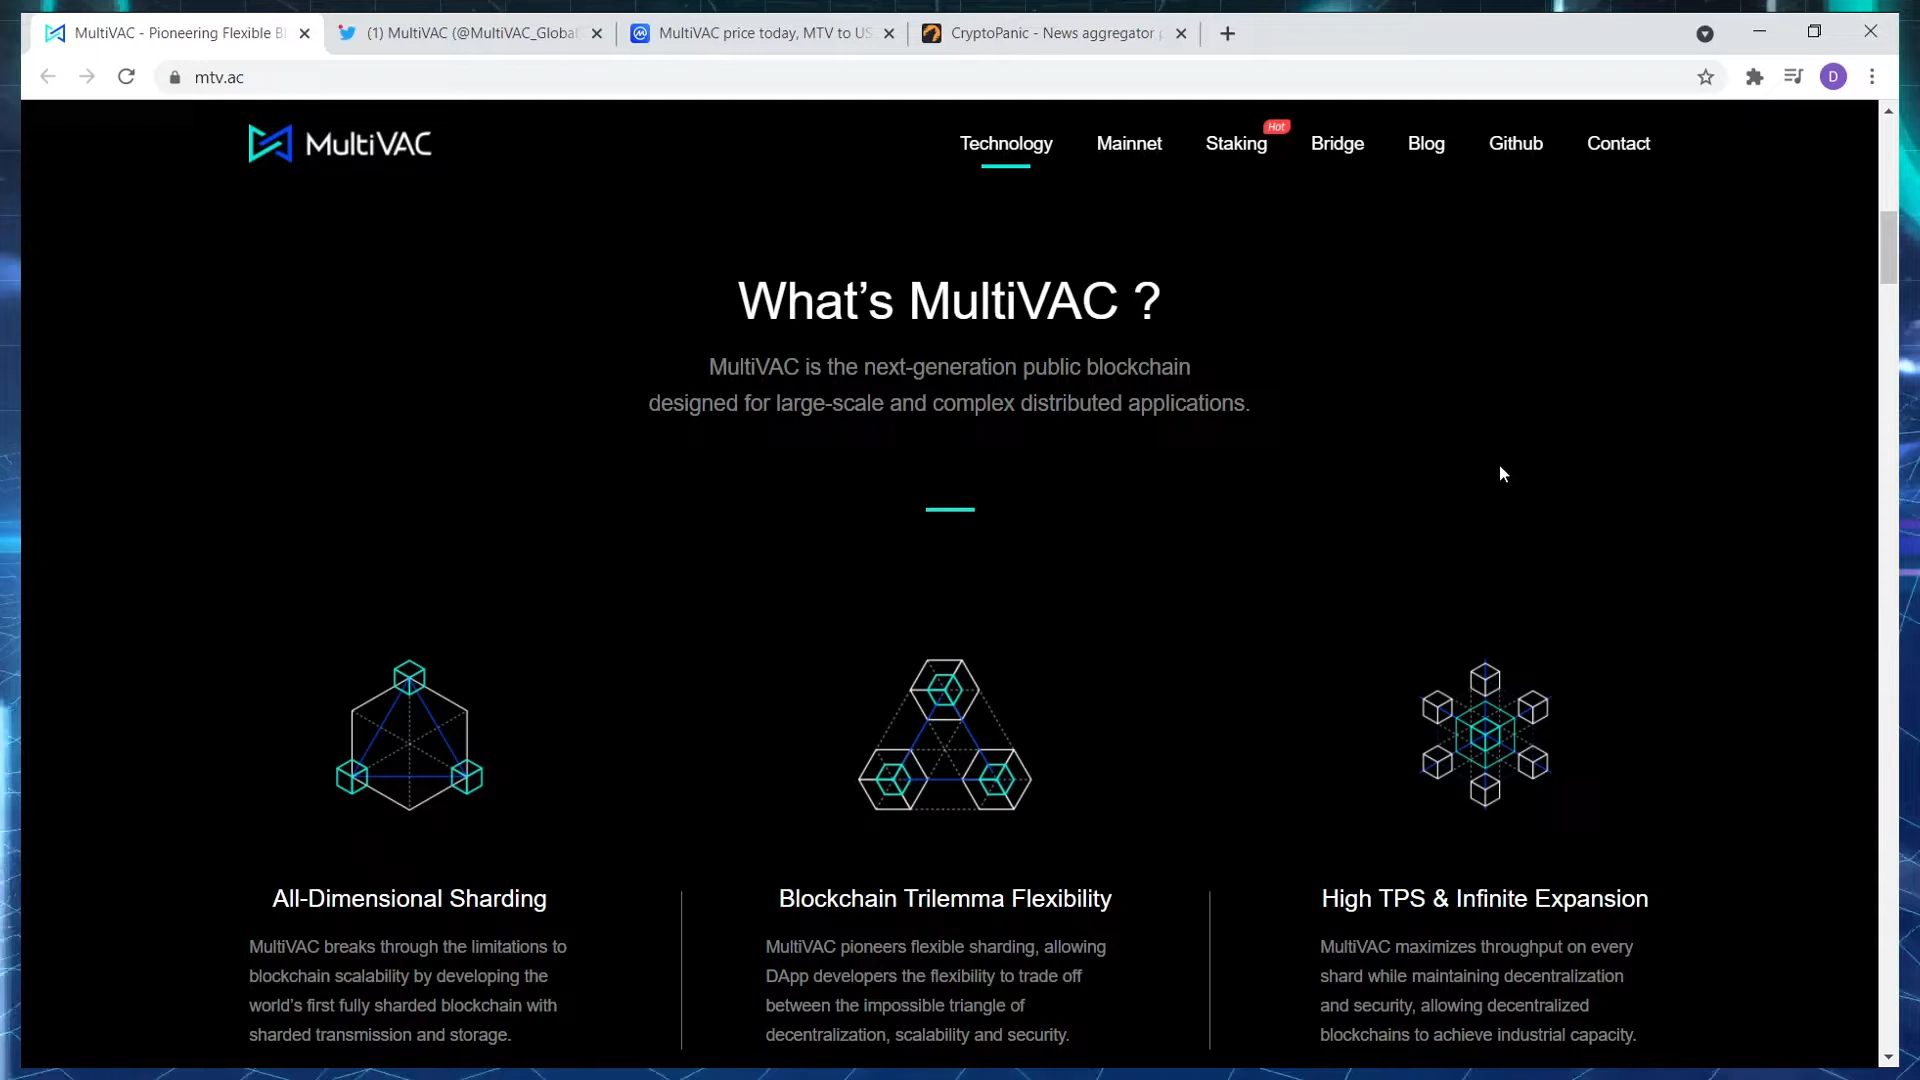 MultiVAC - Pioneering Flexible Bl
(1) MultiVAC (@MultiVAC_Global
MultiVAC price today, MTV to US
CryptoPanic - News aggregator
mtv.ac
D
MultiVAC
Technology
Mainnet
Staking
Hot
Bridge
Blog
Github
Contact
What’s MultiVAC ?
MultiVAC is the next-generation public blockchain
designed for large-scale and complex distributed applications.
All-Dimensional Sharding
MultiVAC breaks through the limitations to
blockchain scalability by developing the
world’s first fully sharded blockchain with
sharded transmission and storage.
Blockchain Trilemma Flexibility
MultiVAC pioneers flexible sharding, allowing
DApp developers the flexibility to trade off
between the impossible triangle of
decentralization, scalability and security.
High TPS & Infinite Expansion
MultiVAC maximizes throughput on every
shard while maintaining decentralization
and security, allowing decentralized
blockchains to achieve industrial capacity.